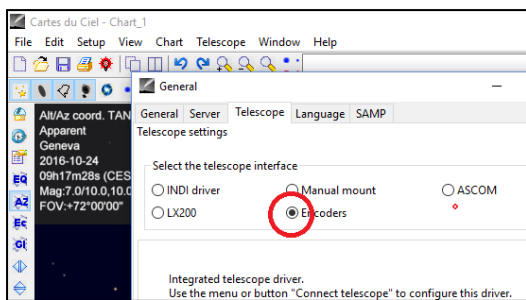 Cartes du Ciel - Chart_1
File Edit Setup View Chart Telescope Window Help
General
General Server Telescope Language SAMP
Telescope settings
Select the telescope interface
INDI driver Manual mount ASCOM
LX200 Encoders
Integrated telescope driver.
Use the menu or button "Connect telescope" to configure this driver.
Alt/Az coord. TAN
Apparent
Geneva
2016-10-24
09h17m28s (CES
Mag:7.0/10.0,10.0
FOV:+72°00'00"
EQ
AZ
Ec
Gl